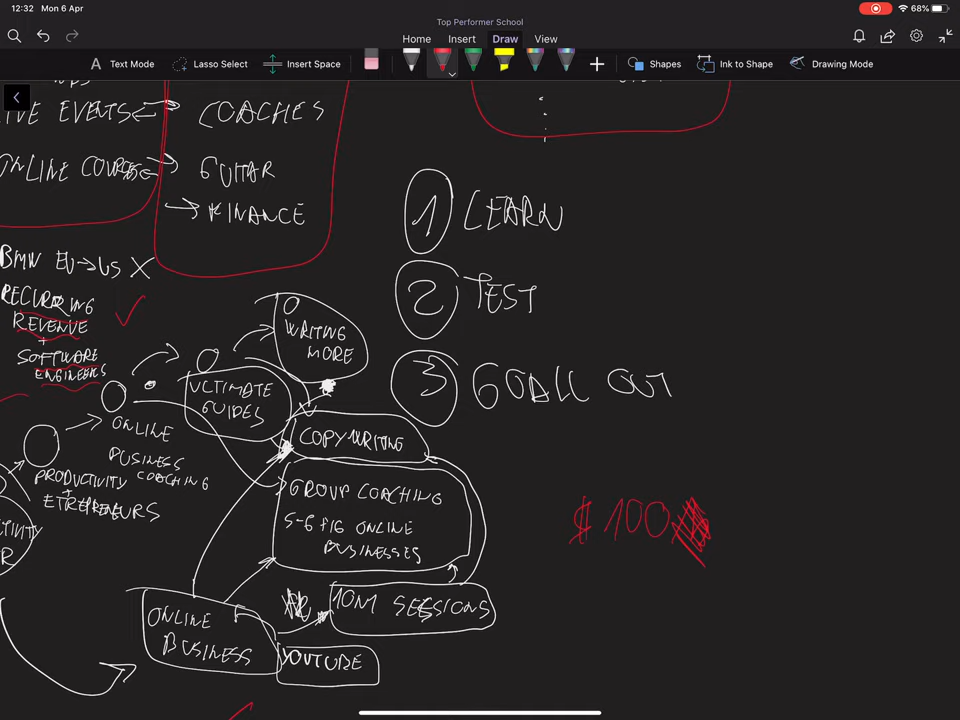 12:32 Mon 6 Apr
68%
Top Performer School
Home Insert Draw View
Text Mode
Lasso Select
Insert Space
Shapes
Ink to Shape
Drawing Mode
EVENTS
COACHES
ONLINE COURSES
GUITAR
FINANCE
BMW EU → US X
RECURRING
REVENUE
+
SOFTWARE
ENGINEERS
WRITING
MORE
ULTIMATE
GUIDES
COPYWRITING
ONLINE
BUSINESS
COACHING
PRODUCTIVITY
+
ETREPRENEURS
GROUP COACHING
5-6 FIG ONLINE
BUSINESSES
10M SESSIONS
ONLINE
BUSINESS
YOUTUBE
1 LEARN
2 TEST
3 GO ALL OUT
$100